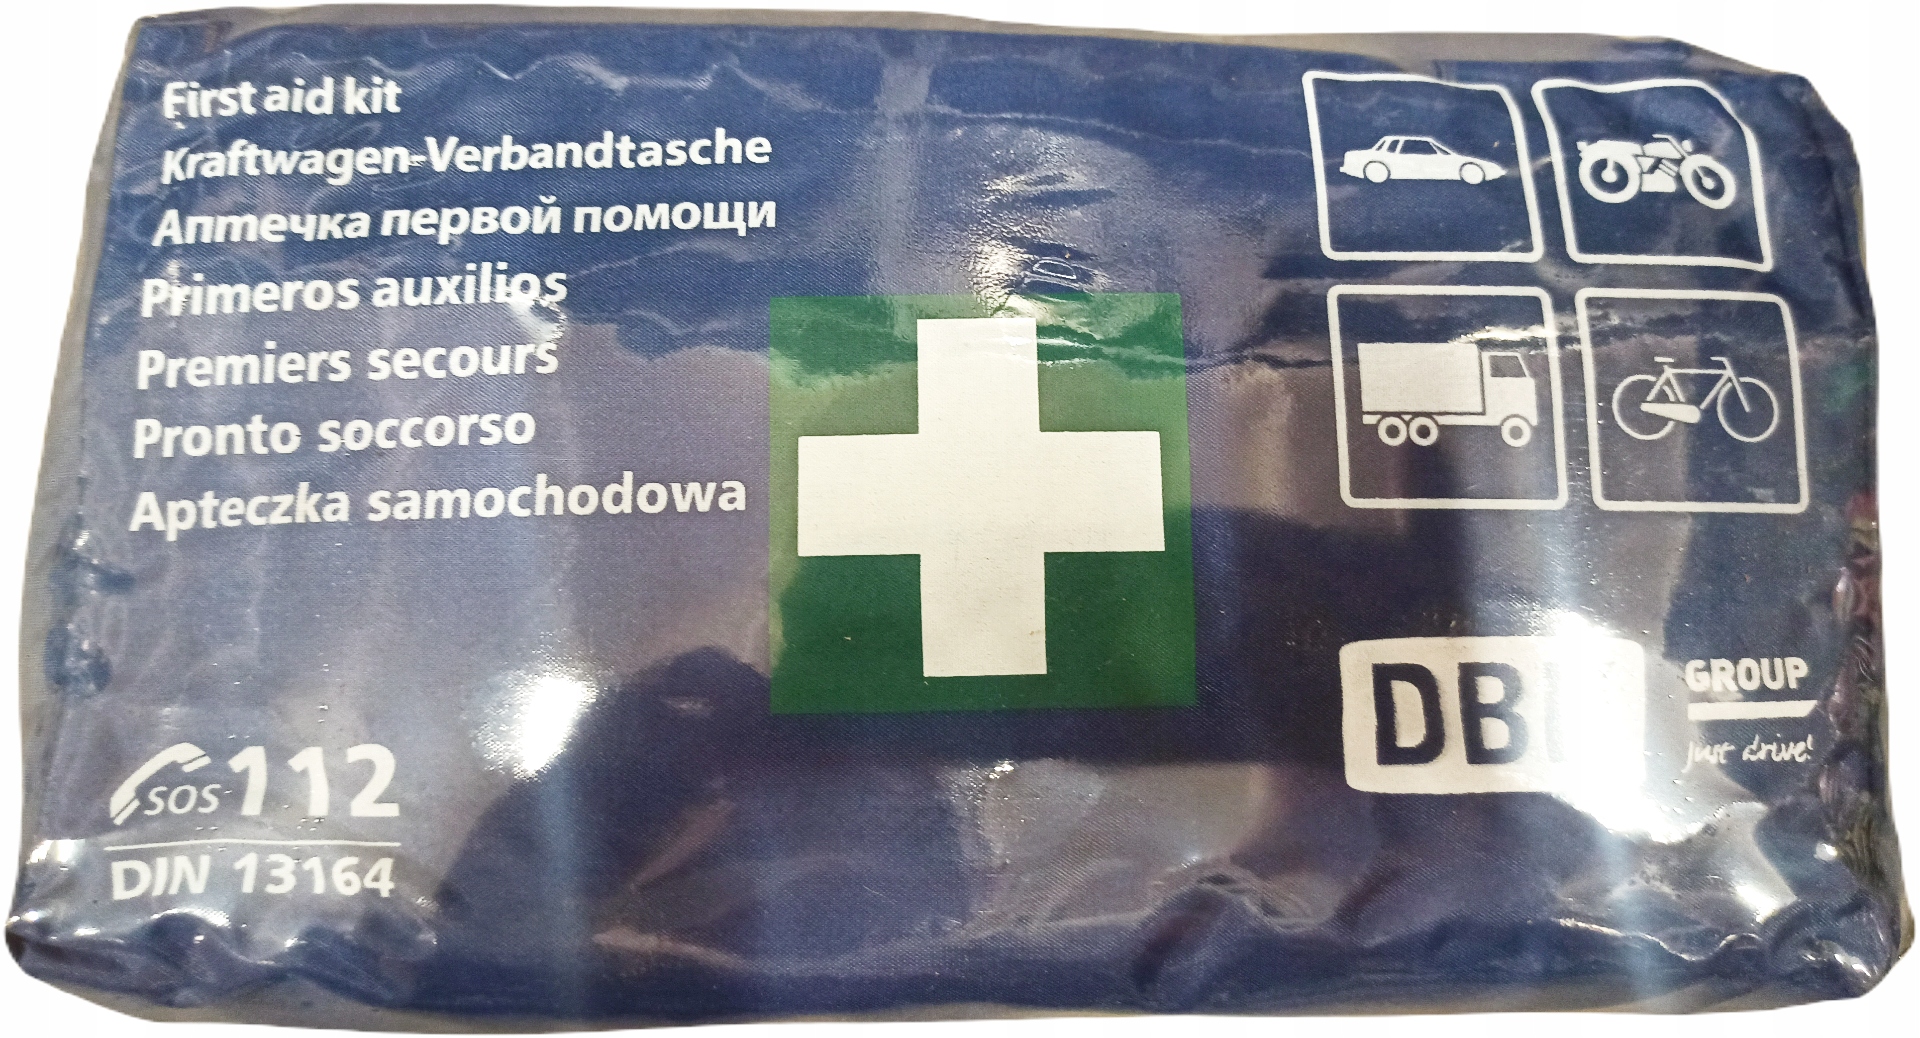 First aid kit
Kraftwagen-Verbandtasche
Аптечка первой помощи
Primeros auxilios
Premiers secours
Pronto soccorso
Apteczka samochodowa
SOS 112
DIN 13164
GROUP
just drive!